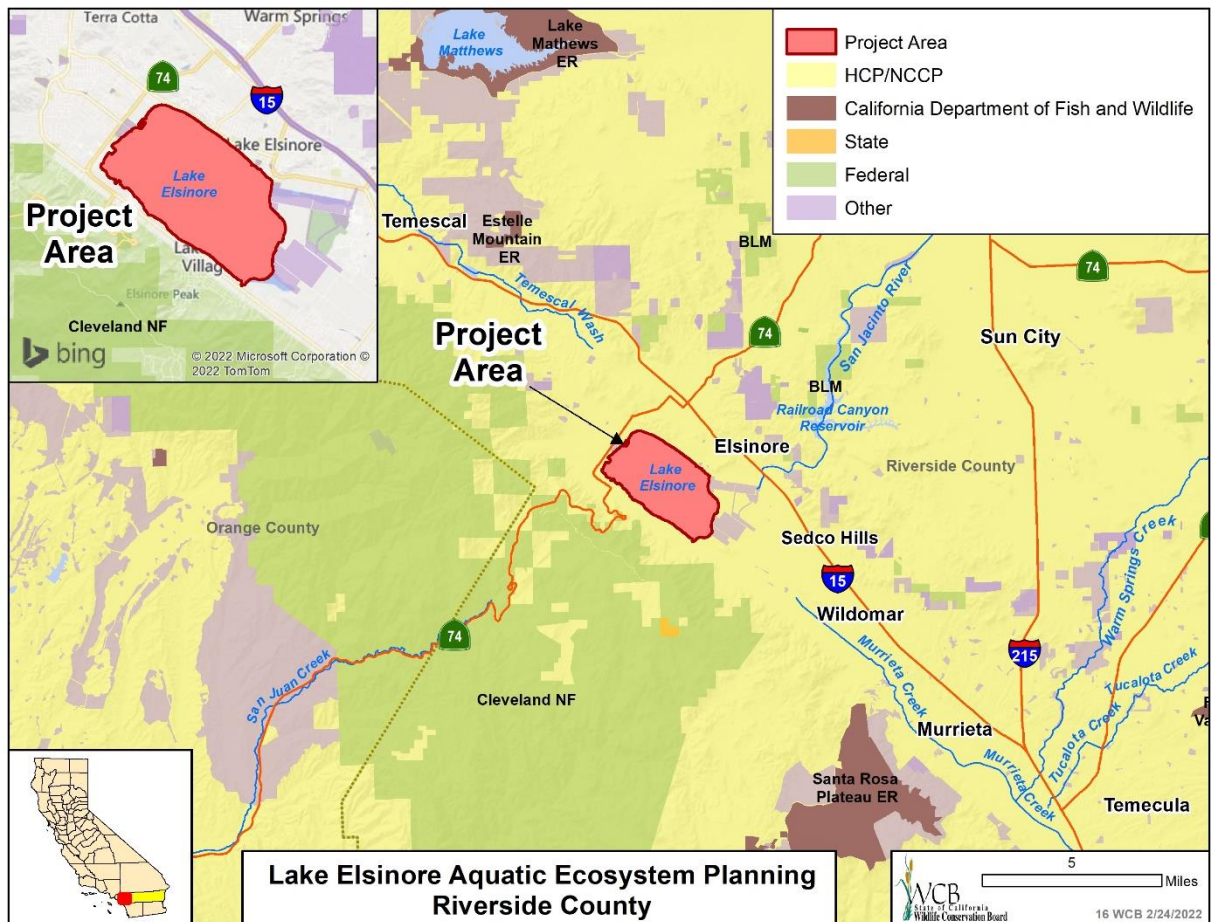 Terra Cotta
Warm Springs
74
15
Lake Elsinore
Lake
Elsinore
Project
Area
Village
Elsinore Peak
Cleveland NF
bing
© 2022 Microsoft Corporation ©
2022 TomTom
Lake
Matthews
Lake
Mathews
ER
Project Area
HCP/NCCP
California Department of Fish and Wildlife
State
Federal
Other
Temescal
Estelle
Mountain
ER
Temescal Wash
BLM
74
San Jacinto River
74
Sun City
Project
Area
BLM
Railroad Canyon
Reservoir
Elsinore
Lake
Elsinore
Riverside County
Orange County
Sedco Hills
15
Wildomar
Warm Springs Creek
74
San Juan Creek
215
Murrieta Creek
Tucalota Creek
Cleveland NF
Murrieta
Tucalota Creek
Murrieta Creek
Santa Rosa
Plateau ER
Temecula
Lake Elsinore Aquatic Ecosystem Planning
Riverside County
WCB
State of California
Wildlife Conservation Board
5
Miles
16 WCB 2/24/2022